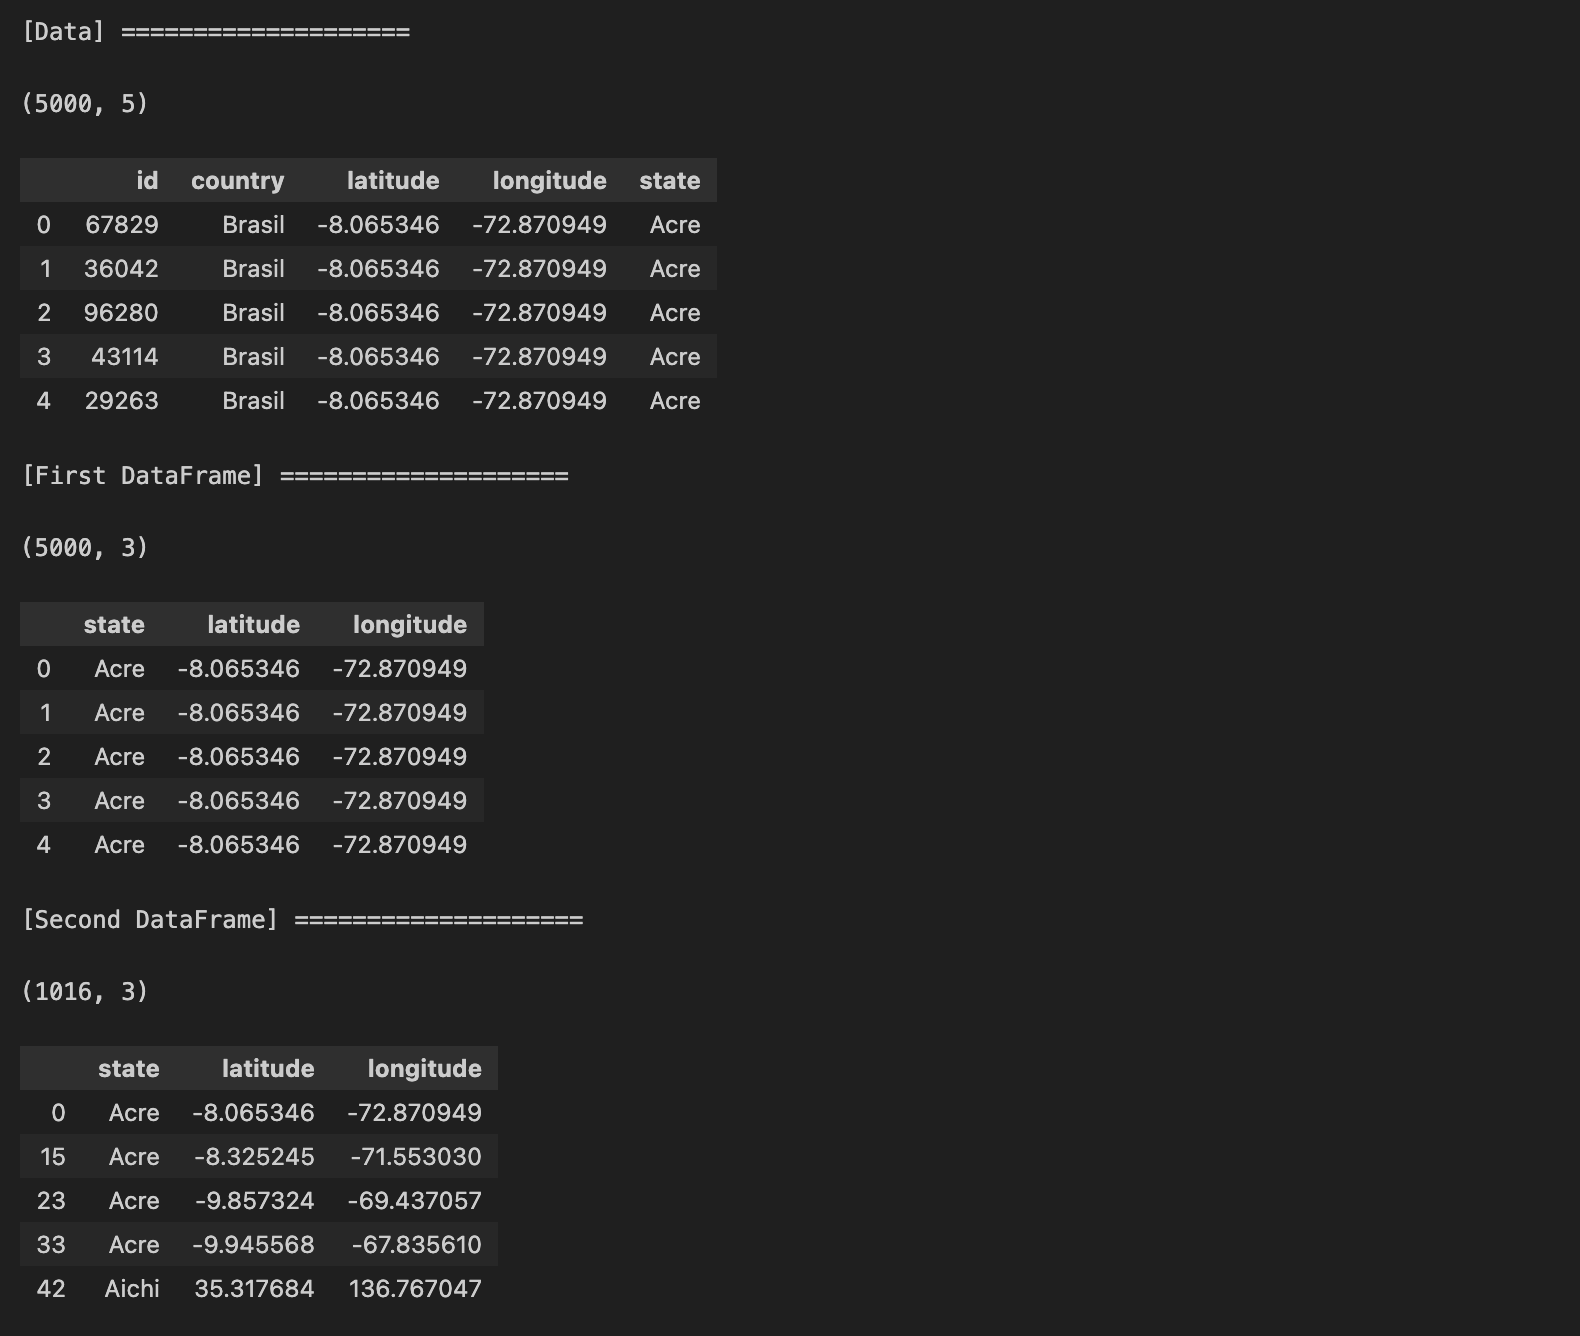 [Data] ====================
(5000, 5)
id country latitude longitude state
0 67829 Brasil -8.065346 -72.870949 Acre
1 36042 Brasil -8.065346 -72.870949 Acre
2 96280 Brasil -8.065346 -72.870949 Acre
3 43114 Brasil -8.065346 -72.870949 Acre
4 29263 Brasil -8.065346 -72.870949 Acre
[First DataFrame] ====================
(5000, 3)
state latitude longitude
0 Acre -8.065346 -72.870949
1 Acre -8.065346 -72.870949
2 Acre -8.065346 -72.870949
3 Acre -8.065346 -72.870949
4 Acre -8.065346 -72.870949
[Second DataFrame] ====================
(1016, 3)
state latitude longitude
0 Acre -8.065346 -72.870949
15 Acre -8.325245 -71.553030
23 Acre -9.857324 -69.437057
33 Acre -9.945568 -67.835610
42 Aichi 35.317684 136.767047